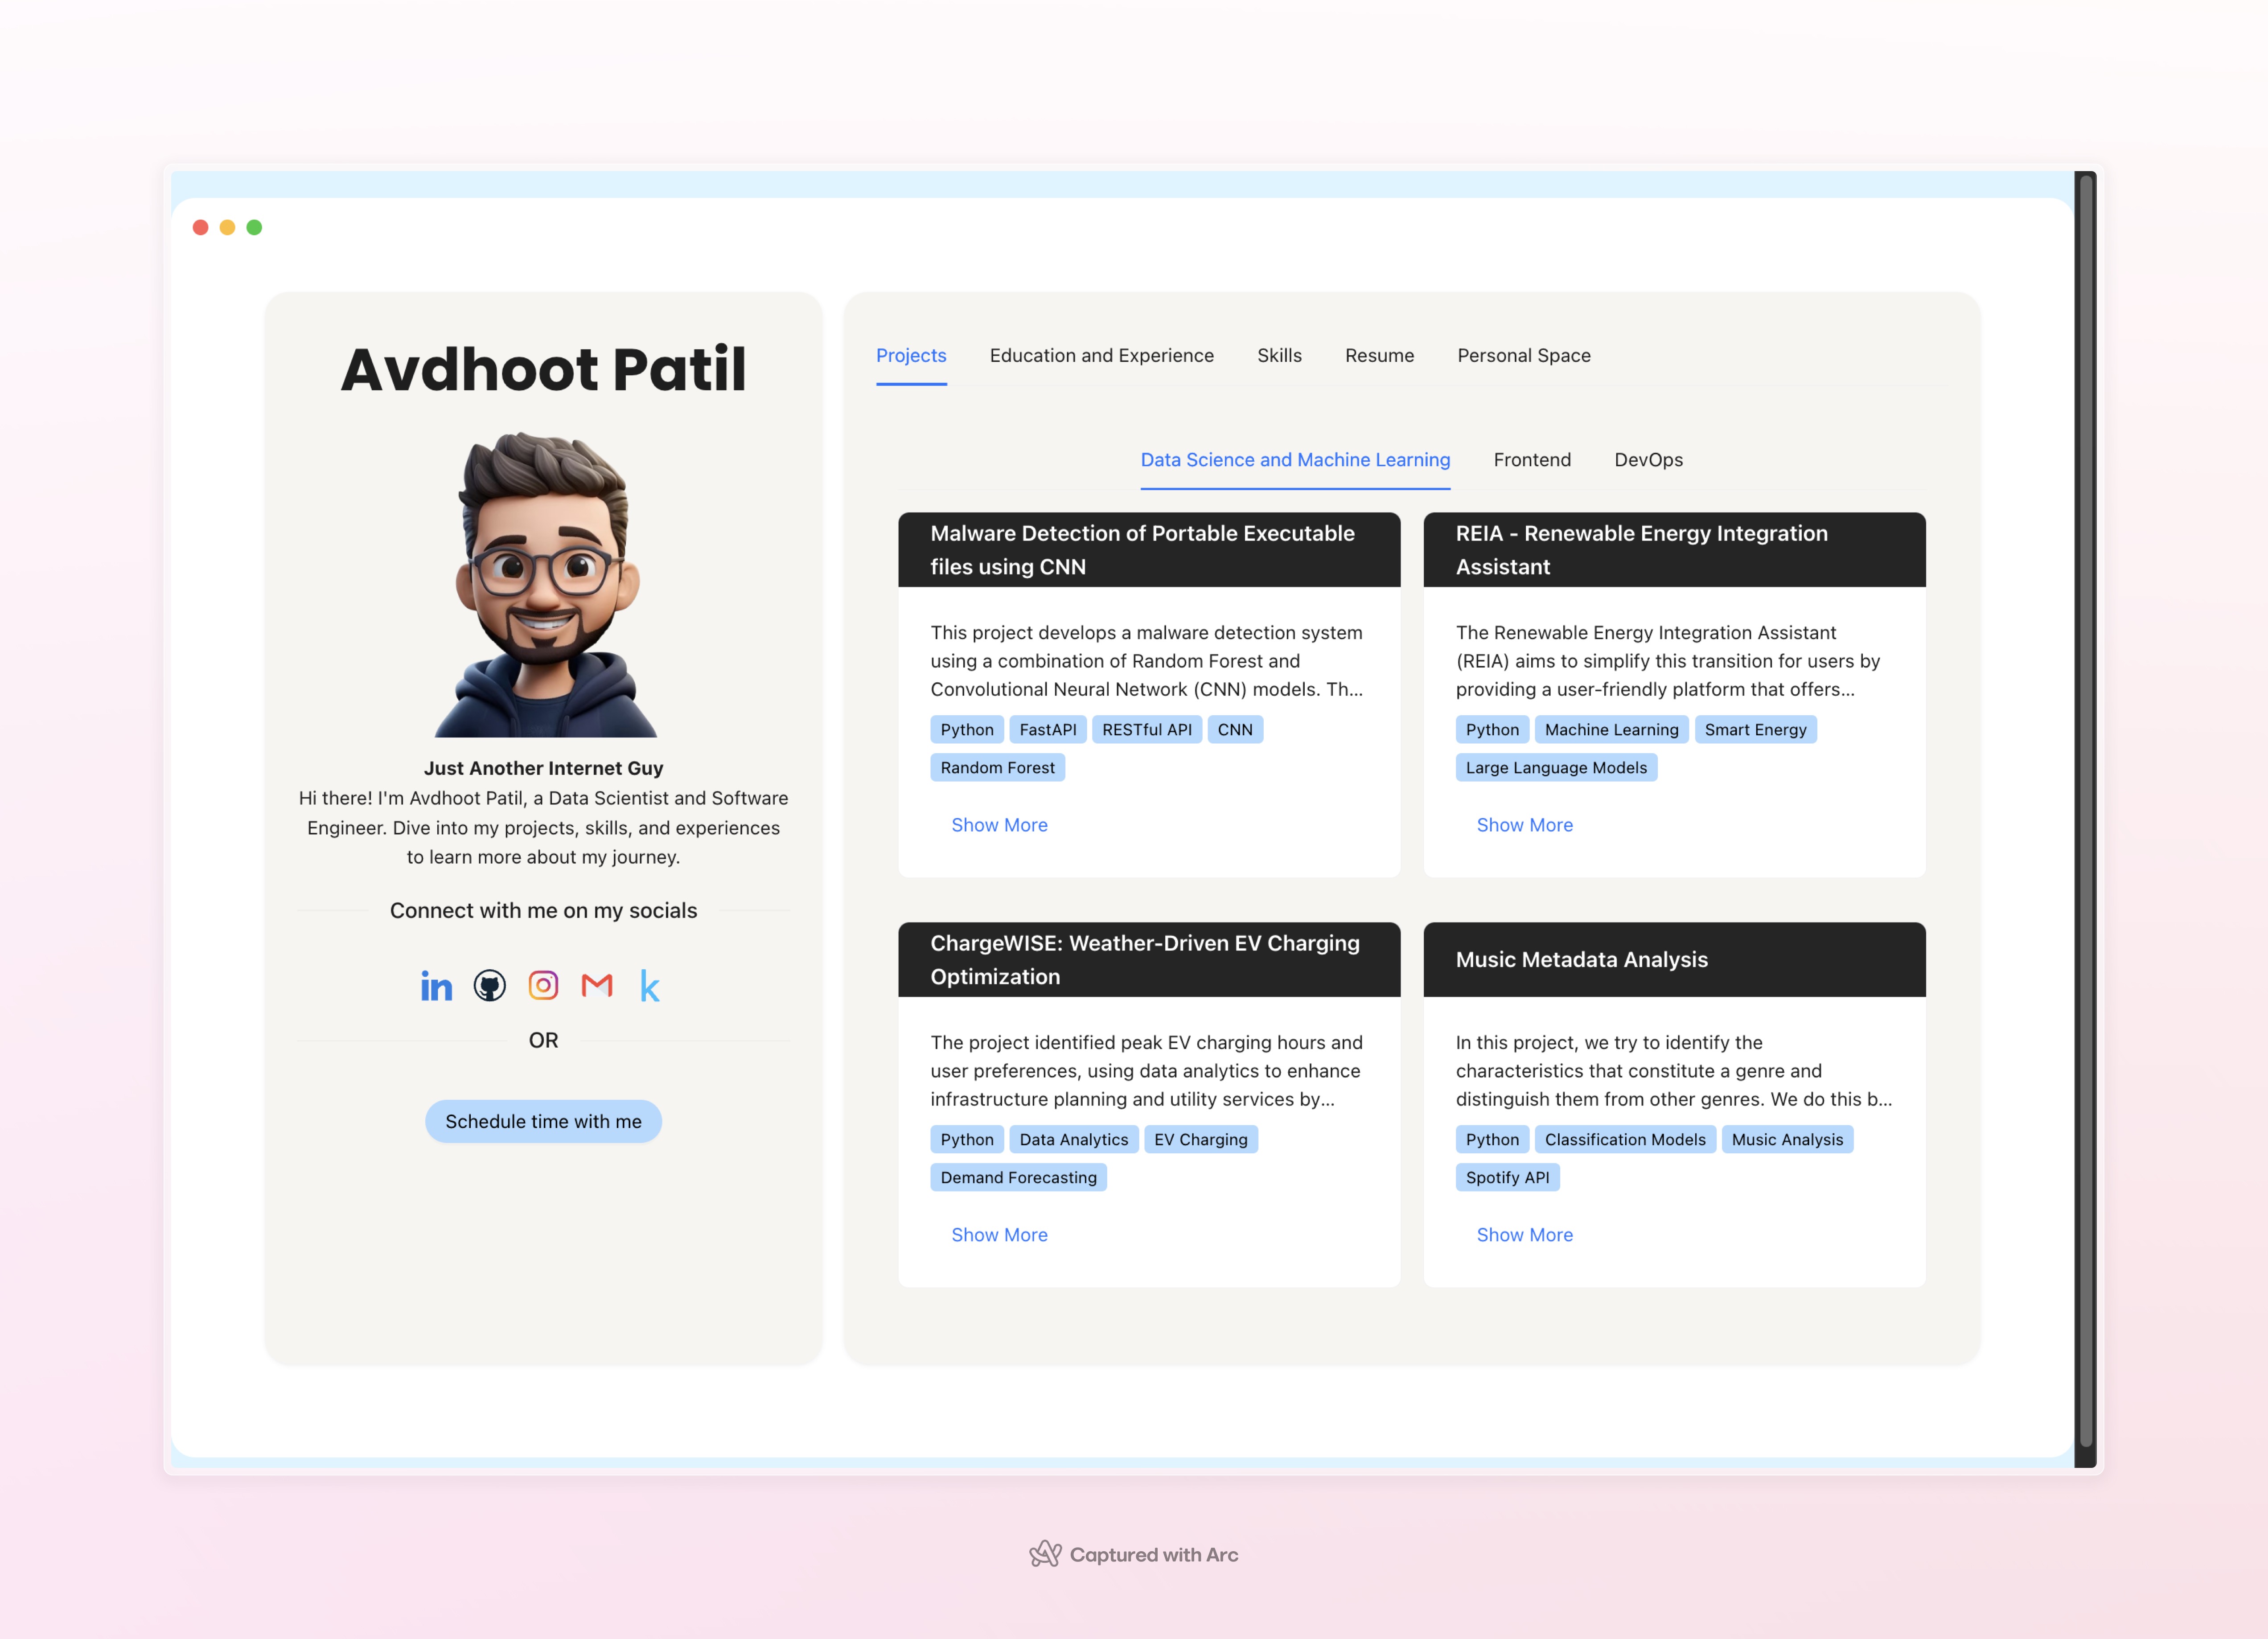 Avdhoot Patil
Just Another Internet Guy
Hi there! I'm Avdhoot Patil, a Data Scientist and Software
Engineer. Dive into my projects, skills, and experiences
to learn more about my journey.
Connect with me on my socials
in
k
OR
Schedule time with me
Projects Education and Experience Skills Resume Personal Space
Data Science and Machine Learning Frontend DevOps
Malware Detection of Portable Executable
files using CNN
This project develops a malware detection system
using a combination of Random Forest and
Convolutional Neural Network (CNN) models. Th...
Python FastAPI RESTful API CNN
Random Forest
Show More
REIA - Renewable Energy Integration
Assistant
The Renewable Energy Integration Assistant
(REIA) aims to simplify this transition for users by
providing a user-friendly platform that offers...
Python Machine Learning Smart Energy
Large Language Models
Show More
ChargeWISE: Weather-Driven EV Charging
Optimization
The project identified peak EV charging hours and
user preferences, using data analytics to enhance
infrastructure planning and utility services by...
Python Data Analytics EV Charging
Demand Forecasting
Show More
Music Metadata Analysis
In this project, we try to identify the
characteristics that constitute a genre and
distinguish them from other genres. We do this b...
Python Classification Models Music Analysis
Spotify API
Show More
Captured with Arc